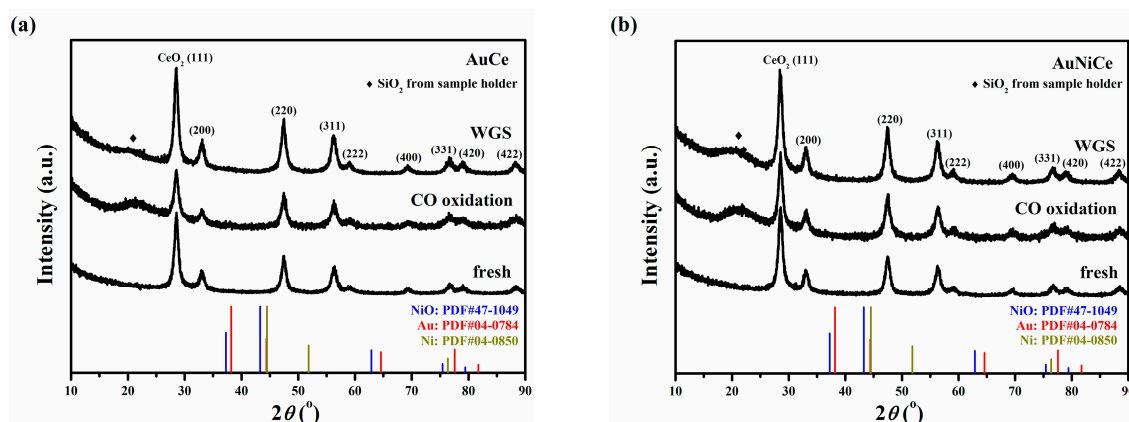 (a)
AuCe
CeO2 (111)
♦ SiO2 from sample holder
(200)
(220)
(311)
(222)
(400)
(331)
(420)
(422)
WGS
CO oxidation
fresh
NiO: PDF#47-1049
Au: PDF#04-0784
Ni: PDF#04-0850
Intensity (a.u.)
10 20 30 40 50 60 70 80 90
2θ (o)
(b)
AuNiCe
CeO2 (111)
♦ SiO2 from sample holder
(200)
(220)
(311)
(222)
(400)
(331)
(420)
(422)
WGS
CO oxidation
fresh
NiO: PDF#47-1049
Au: PDF#04-0784
Ni: PDF#04-0850
Intensity (a.u.)
10 20 30 40 50 60 70 80 90
2θ (o)